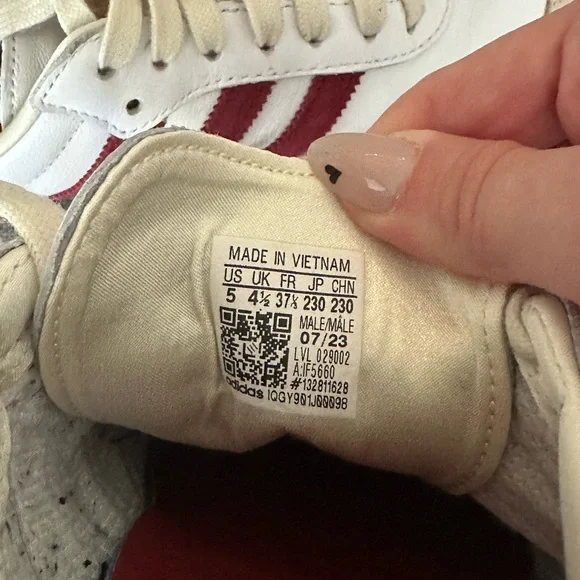 MADE IN VIETNAM
US UK FR JP CHN
5 4½ 37⅓ 230 230
MALE/MÂLE
07/23
LVL 029002
A:IF5660
#132811628
adidas IQGY901J00098